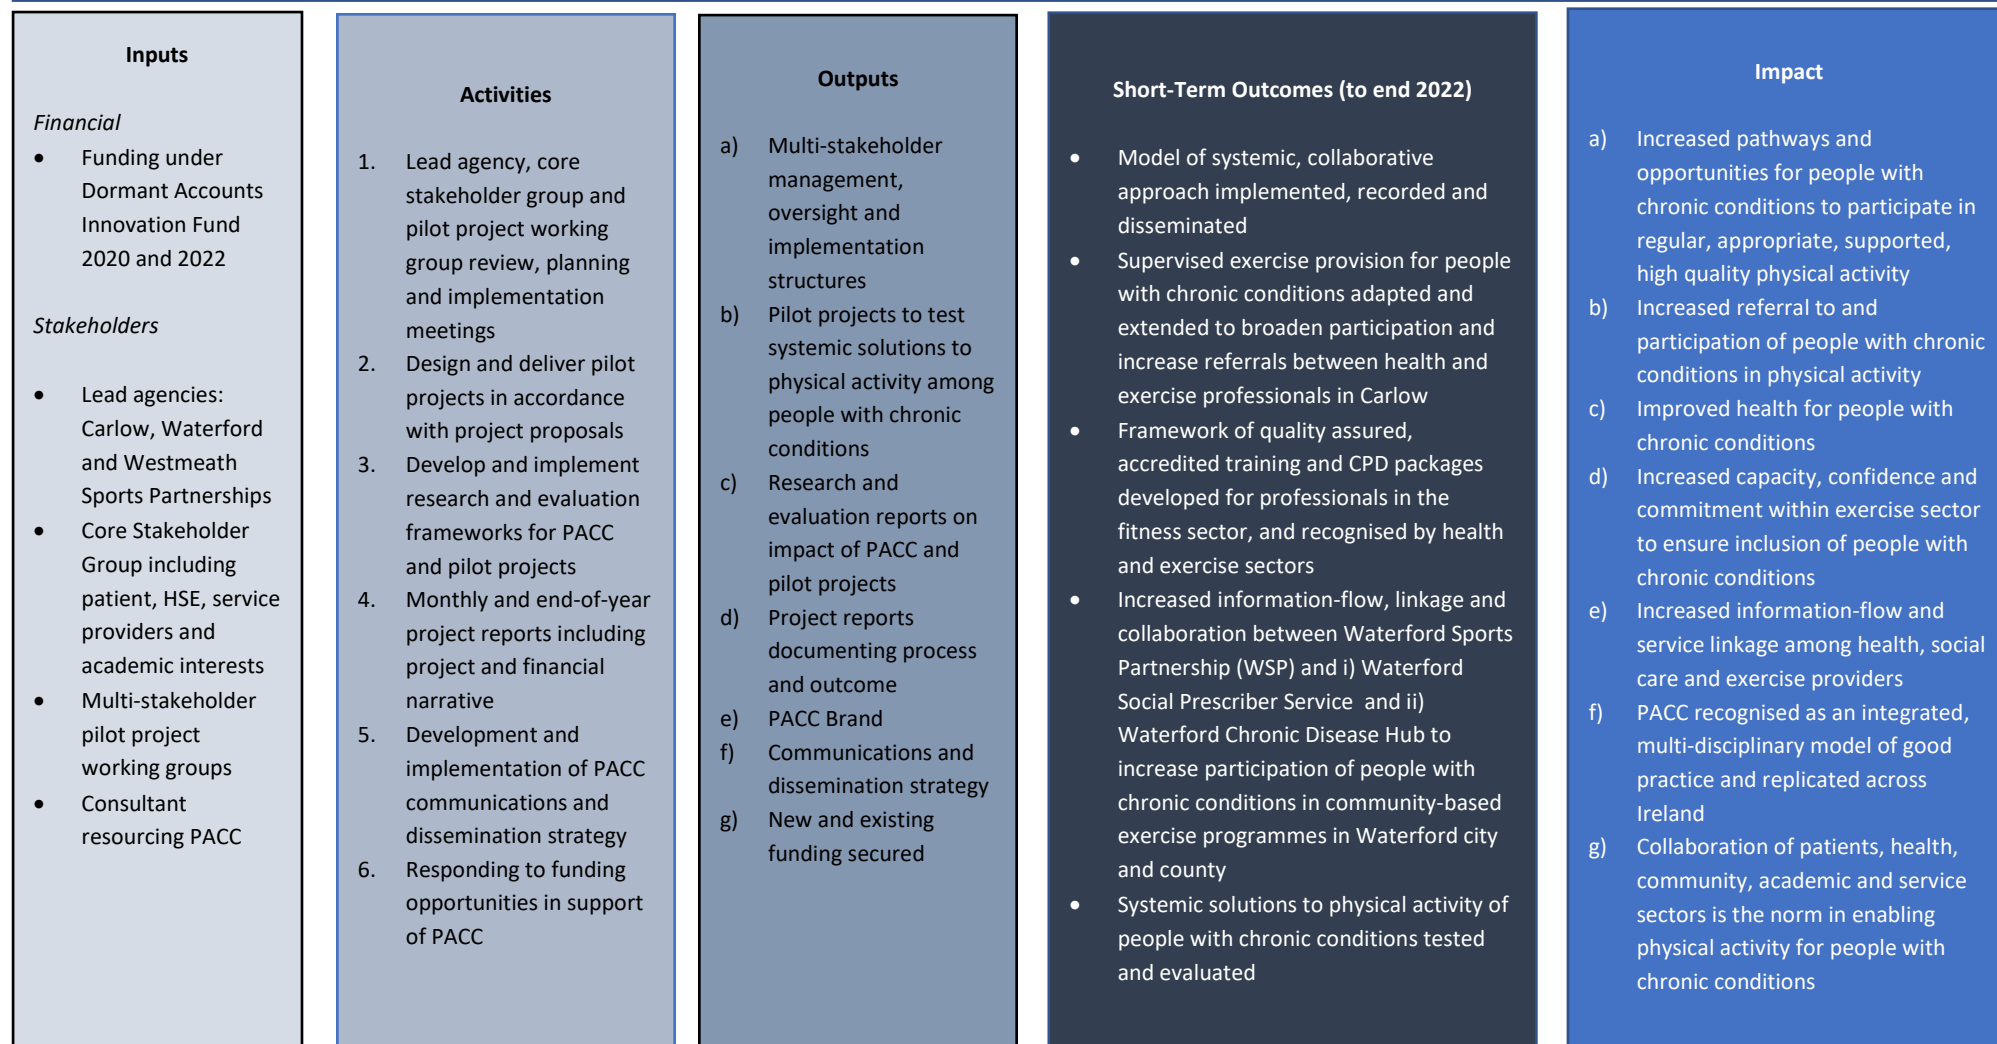 Inputs
Financial
• Funding under
Dormant Accounts
Innovation Fund
2020 and 2022
Stakeholders
• Lead agencies:
Carlow, Waterford
and Westmeath
Sports Partnerships
• Core Stakeholder
Group including
patient, HSE, service
providers and
academic interests
• Multi-stakeholder
pilot project
working groups
• Consultant
resourcing PACC
Activities
1. Lead agency, core
stakeholder group and
pilot project working
group review, planning
and implementation
meetings
2. Design and deliver pilot
projects in accordance
with project proposals
3. Develop and implement
research and evaluation
frameworks for PACC
and pilot projects
4. Monthly and end-of-year
project reports including
project and financial
narrative
5. Development and
implementation of PACC
communications and
dissemination strategy
6. Responding to funding
opportunities in support
of PACC
Outputs
a) Multi-stakeholder
management,
oversight and
implementation
structures
b) Pilot projects to test
systemic solutions to
physical activity among
people with chronic
conditions
c) Research and
evaluation reports on
impact of PACC and
pilot projects
d) Project reports
documenting process
and outcome
e) PACC Brand
f) Communications and
dissemination strategy
g) New and existing
funding secured
Short-Term Outcomes (to end 2022)
• Model of systemic, collaborative
approach implemented, recorded and
disseminated
• Supervised exercise provision for people
with chronic conditions adapted and
extended to broaden participation and
increase referrals between health and
exercise professionals in Carlow
• Framework of quality assured,
accredited training and CPD packages
developed for professionals in the
fitness sector, and recognised by health
and exercise sectors
• Increased information-flow, linkage and
collaboration between Waterford Sports
Partnership (WSP) and i) Waterford
Social Prescriber Service and ii)
Waterford Chronic Disease Hub to
increase participation of people with
chronic conditions in community-based
exercise programmes in Waterford city
and county
• Systemic solutions to physical activity of
people with chronic conditions tested
and evaluated
Impact
a) Increased pathways and
opportunities for people with
chronic conditions to participate in
regular, appropriate, supported,
high quality physical activity
b) Increased referral to and
participation of people with chronic
conditions in physical activity
c) Improved health for people with
chronic conditions
d) Increased capacity, confidence and
commitment within exercise sector
to ensure inclusion of people with
chronic conditions
e) Increased information-flow and
service linkage among health, social
care and exercise providers
f) PACC recognised as an integrated,
multi-disciplinary model of good
practice and replicated across
Ireland
g) Collaboration of patients, health,
community, academic and service
sectors is the norm in enabling
physical activity for people with
chronic conditions